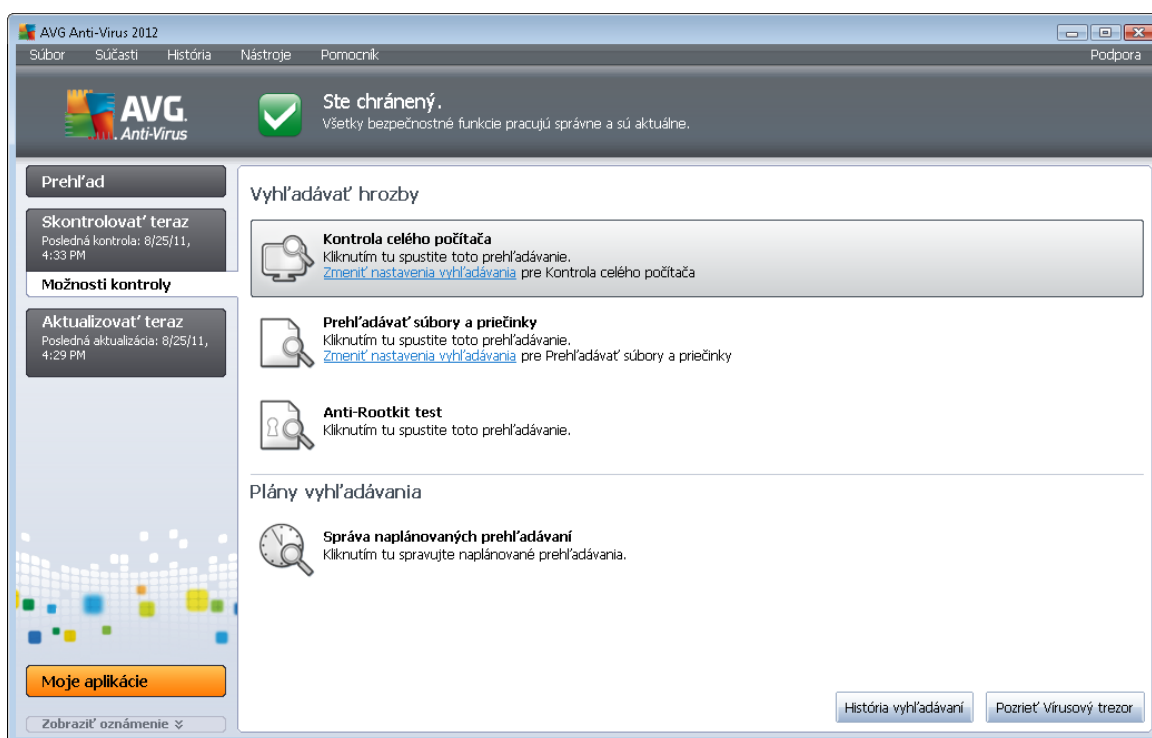 AVG Anti-Virus 2012
Súbor Súčasti História Nástroje Pomocník Podpora
AVG.
Anti-Virus
Ste chránený.
Všetky bezpečnostné funkcie pracujú správne a sú aktuálne.
Prehľad
Skontrolovať teraz
Posledná kontrola: 8/25/11,
4:33 PM
Možnosti kontroly
Aktualizovať teraz
Posledná aktualizácia: 8/25/11,
4:29 PM
Vyhľadávať hrozby
Kontrola celého počítača
Kliknutím tu spustite toto prehľadávanie.
Zmeniť nastavenia vyhľadávania pre Kontrola celého počítača
Prehľadávať súbory a priečinky
Kliknutím tu spustite toto prehľadávanie.
Zmeniť nastavenia vyhľadávania pre Prehľadávať súbory a priečinky
Anti-Rootkit test
Kliknutím tu spustite toto prehľadávanie.
Plány vyhľadávania
Správa naplánovaných prehľadávaní
Kliknutím tu spravujte naplánované prehľadávania.
Moje aplikácie
Zobraziť oznámenie
História vyhľadávaní
Pozrieť Vírusový trezor